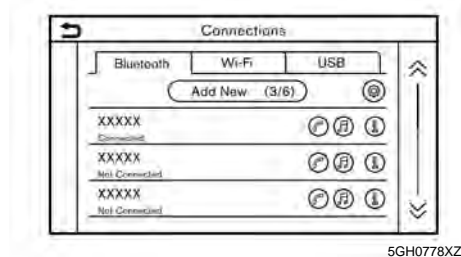 Connections
Bluetooth Wi-Fi USB
Add New (3/6)
XXXXX
Connected
XXXXX
Not Connected
XXXXX
Not Connected
5GH0778XZ